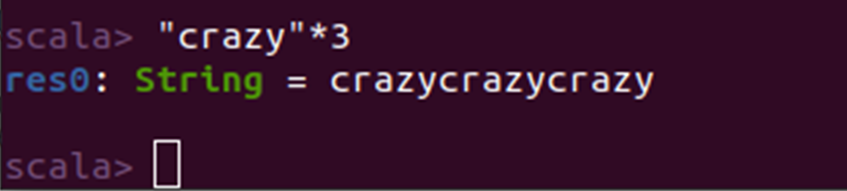 scala> "crazy"*3
res0: String = crazycrazycrazy
scala>